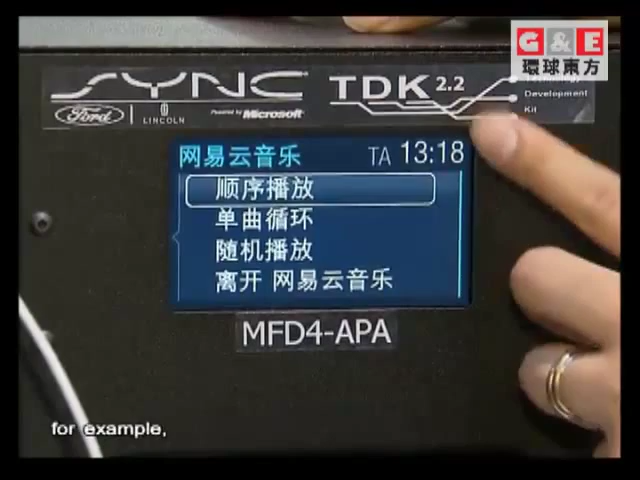 G&E
環球東方
SYNC
Ford
LINCOLN
Powered by Microsoft
TDK 2.2
Technology
Development
Kit
网易云音乐 TA 13:18
顺序播放
单曲循环
随机播放
离开 网易云音乐
MFD4-APA
for example,